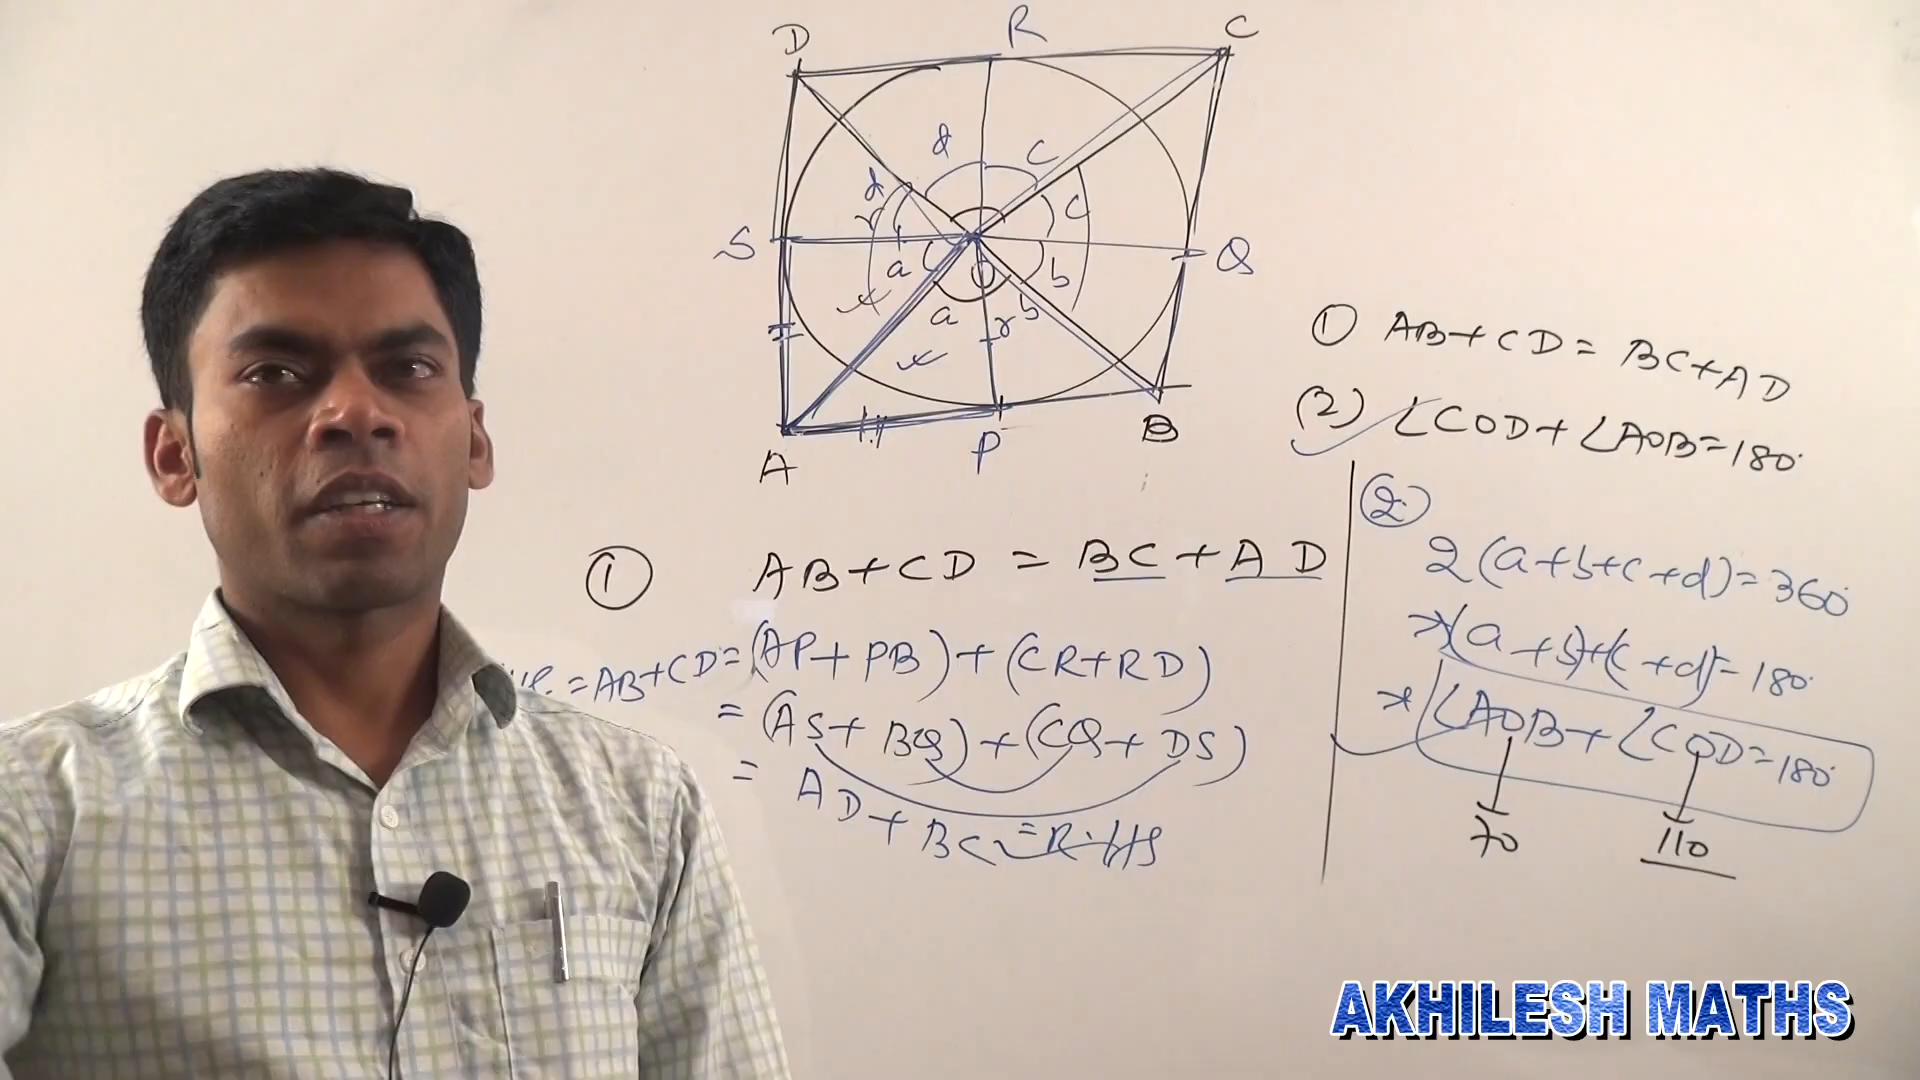 D R C
d c
d c
r
S Q
a O b
a r b
A P B
① AB+CD = BC+AD
(2) ∠COD+∠AOB=180°
① AB+CD = BC+AD
=AB+CD=(AP+PB)+(CR+RD)
=(AS+BQ)+(CQ+DS)
= AD+BC=R.H.S
②
2(a+b+c+d)=360°
⇒(a+b)+(c+d)=180°
⇒∠AOB+∠COD=180°
70 110
AKHILESH MATHS